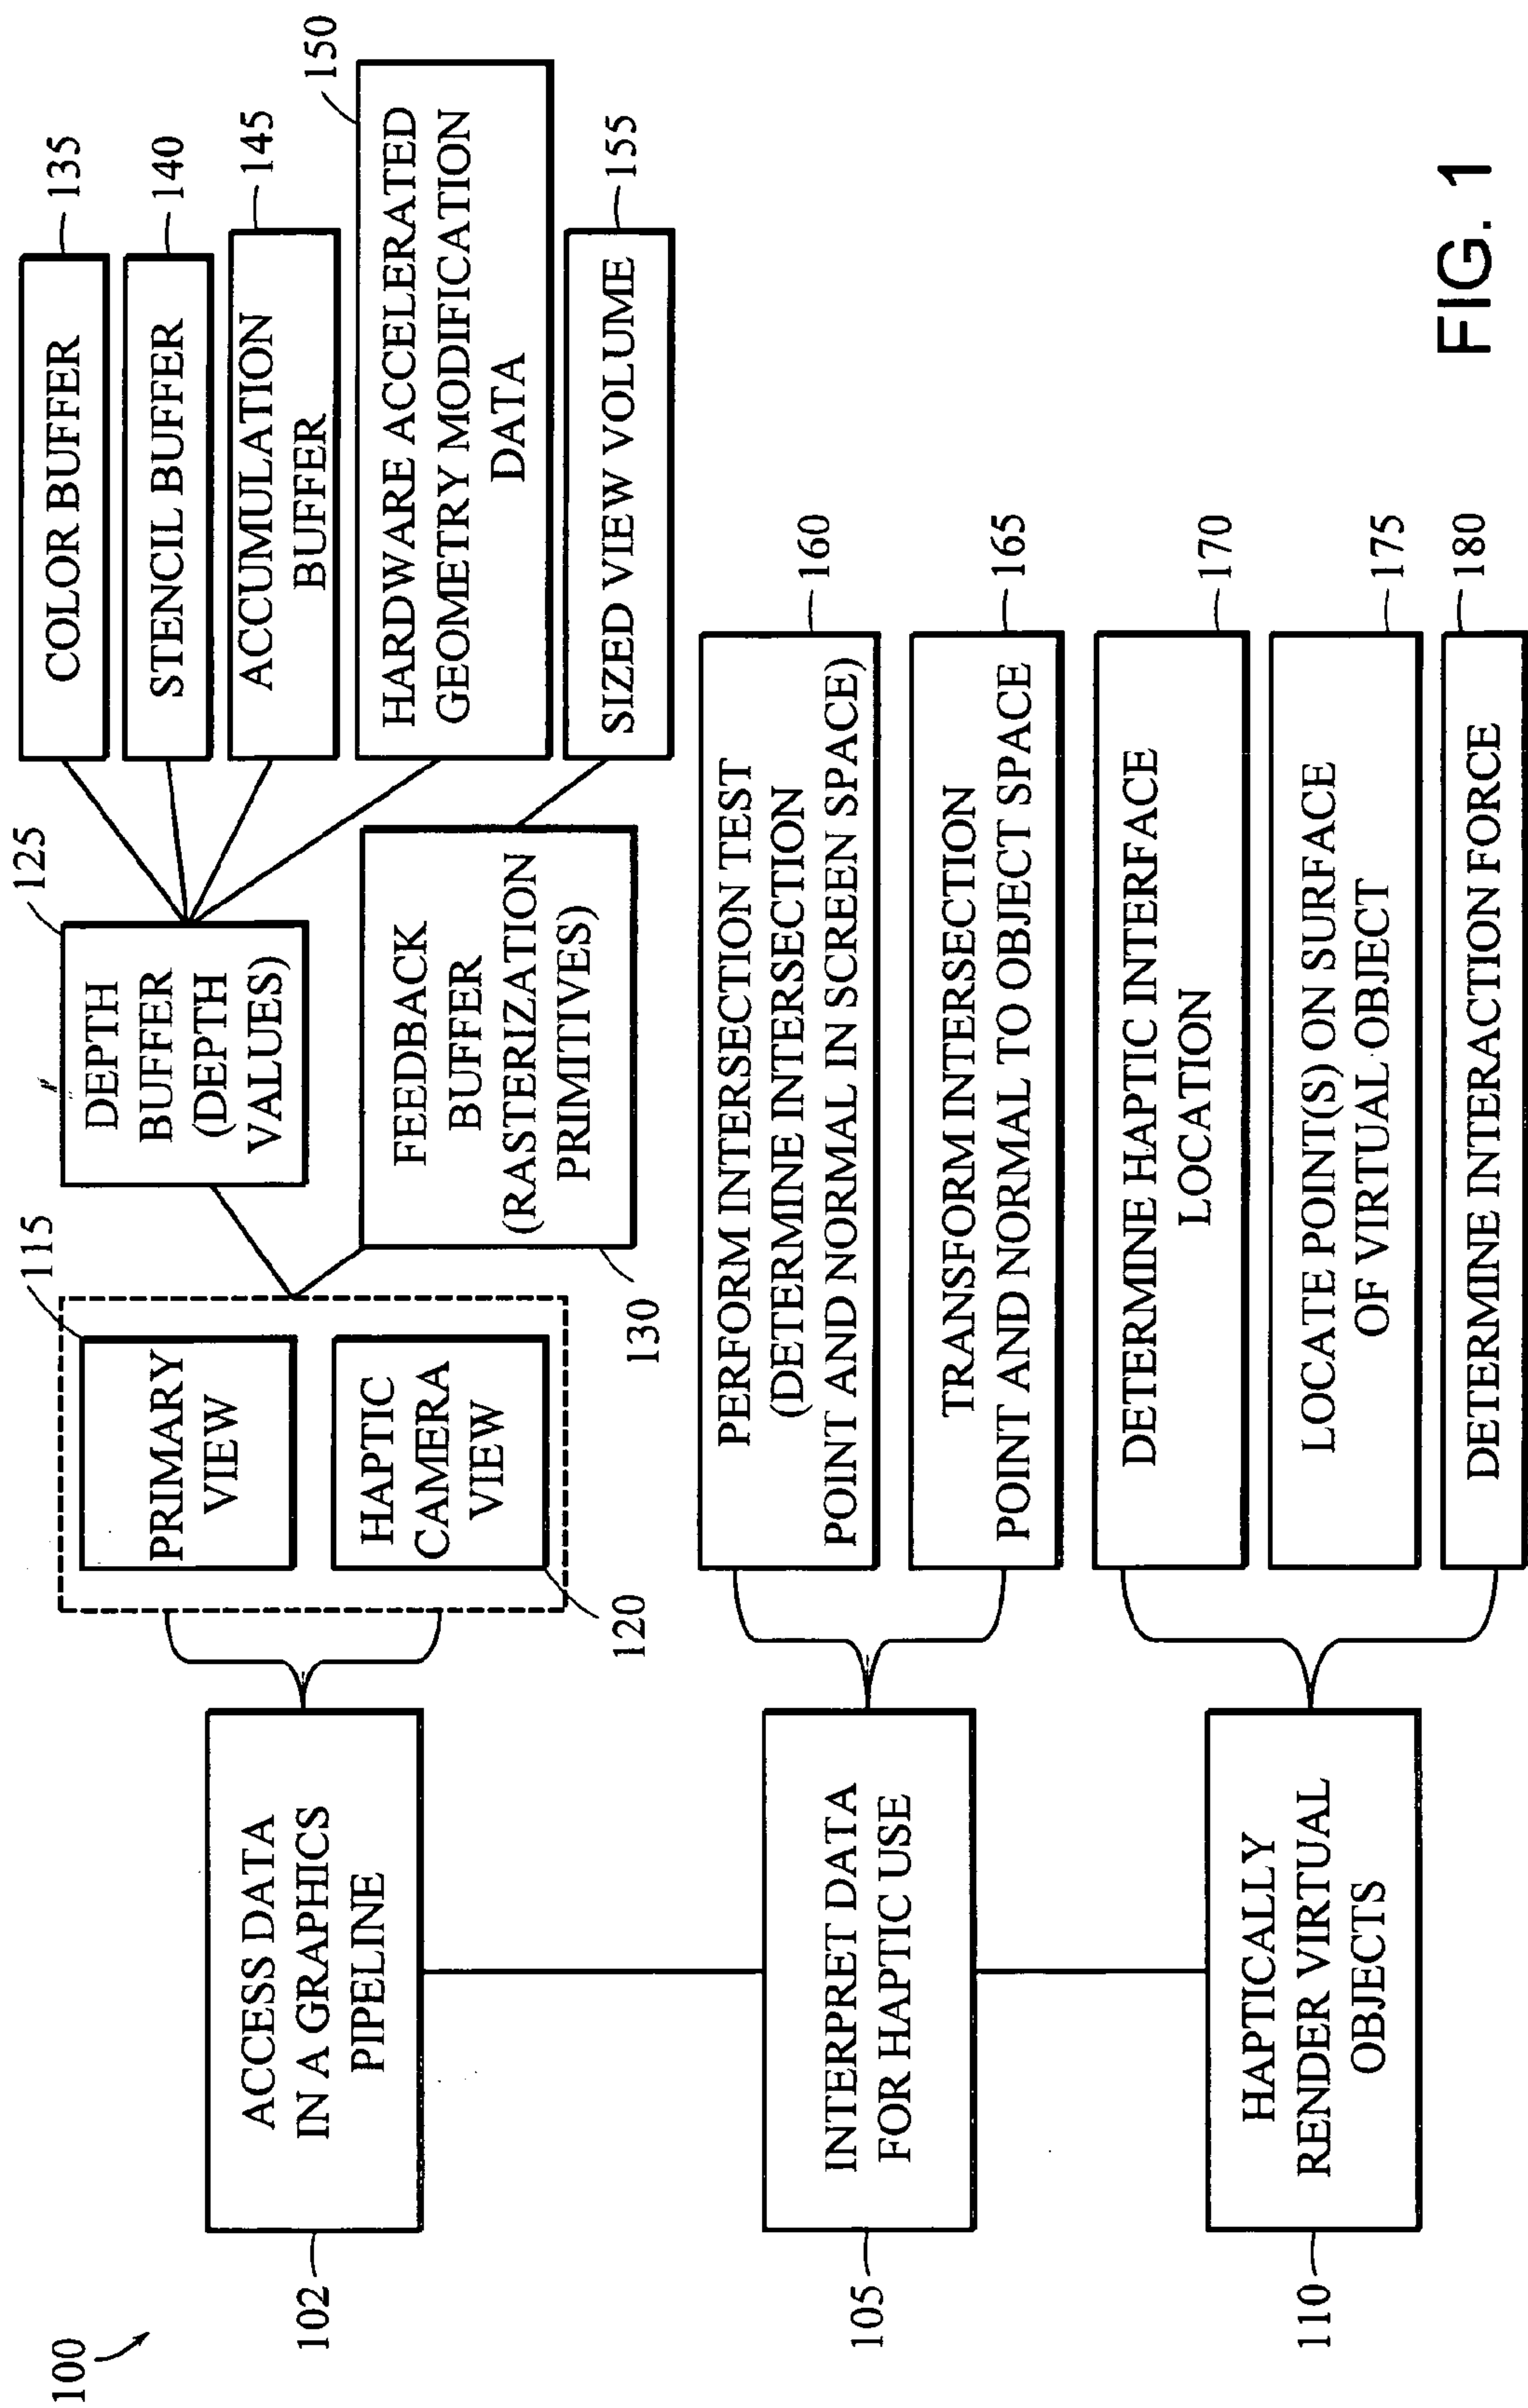 100
102
ACCESS DATA
IN A GRAPHICS
PIPELINE
115
PRIMARY
VIEW
HAPTIC
CAMERA
VIEW
120
125
DEPTH
BUFFER
(DEPTH
VALUES)
FEEDBACK
BUFFER
(RASTERIZATION
PRIMITIVES)
130
COLOR BUFFER
135
STENCIL BUFFER
140
ACCUMULATION
BUFFER
145
HARDWARE ACCELERATED
GEOMETRY MODIFICATION
DATA
150
SIZED VIEW VOLUME
155
105
INTERPRET DATA
FOR HAPTIC USE
PERFORM INTERSECTION TEST
(DETERMINE INTERSECTION
POINT AND NORMAL IN SCREEN SPACE)
160
TRANSFORM INTERSECTION
POINT AND NORMAL TO OBJECT SPACE
165
110
HAPTICALLY
RENDER VIRTUAL
OBJECTS
DETERMINE HAPTIC INTERFACE
LOCATION
170
LOCATE POINT(S) ON SURFACE
OF VIRTUAL OBJECT
175
DETERMINE INTERACTION FORCE
180
FIG. 1